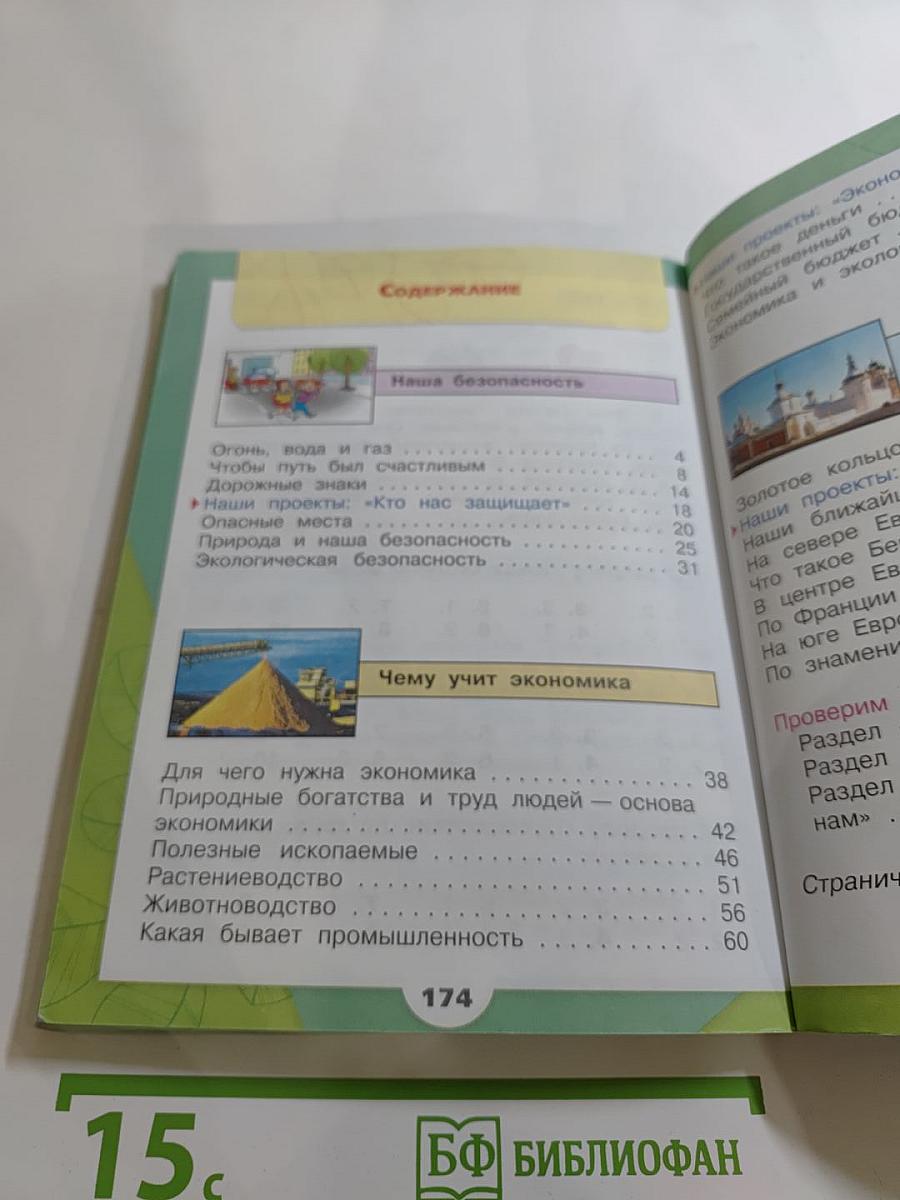 Содержание
Наша безопасность
Огонь, вода и газ .......................... 4
Чтобы путь был счастливым ................ 8
Дорожные знаки .......................... 14
Наши проекты: «Кто нас защищает» ........ 18
Опасные места .......................... 20
Природа и наша безопасность .............. 25
Экологическая безопасность ............... 31
Чему учит экономика
Для чего нужна экономика ............... 38
Природные богатства и труд людей — основа
экономики .............................. 42
Полезные ископаемые .................... 46
Растениеводство ......................... 51
Животноводство ......................... 56
Какая бывает промышленность ............ 60
174
проекты: «Эконо
такое деньги ..
Государственный бюд
Семейный бюджет
Экономика и эколо
Золотое кольцо
Наши проекты:
Наши ближайш
На севере Ев
Что такое Бе
В центре Ев
По Франции
На юге Евро
По знамени
Проверим
Раздел
Раздел
Раздел
нам» .
Странич
15 с
БФ БИБЛИОФАН